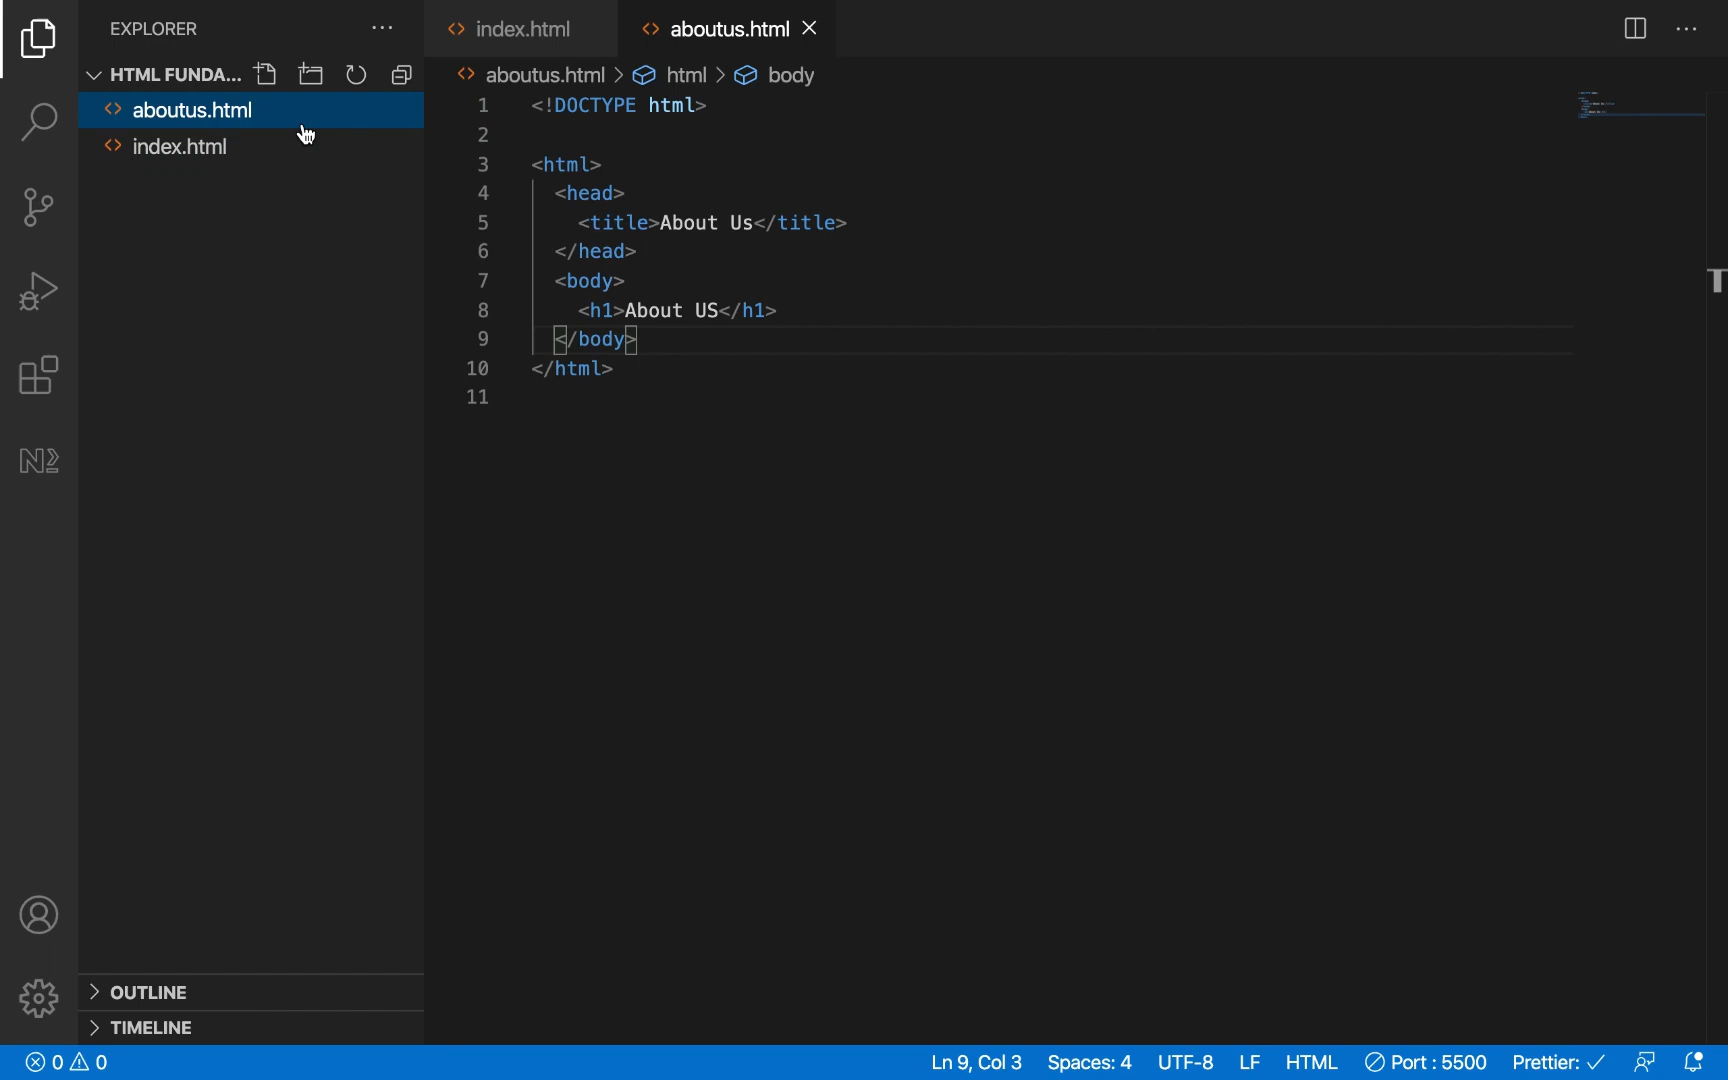 EXPLORER
index.html
aboutus.html
HTML FUNDA...
aboutus.html > html > body
aboutus.html
index.html
1 <!DOCTYPE html>
2
3 <html>
4 <head>
5 <title>About Us</title>
6 </head>
7 <body>
8 <h1>About US</h1>
9 </body>
10 </html>
11
OUTLINE
TIMELINE
0 0
Ln 9, Col 3
Spaces: 4
UTF-8
LF
HTML
Port : 5500
Prettier: ✓